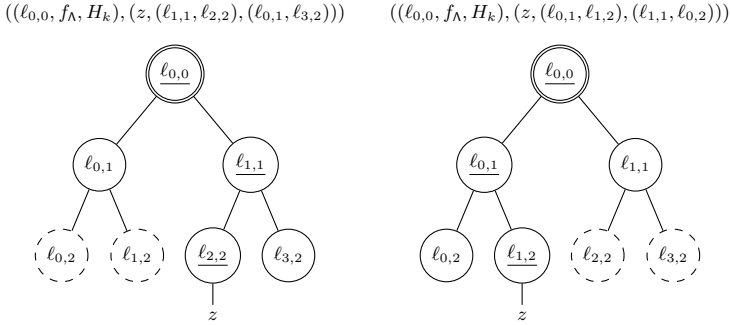 ((ℓ0,0, f∧, Hk), (z, (ℓ1,1, ℓ2,2), (ℓ0,1, ℓ3,2)))
ℓ0,0
ℓ0,1 ℓ1,1
ℓ0,2 ℓ1,2 ℓ2,2 ℓ3,2
z
((ℓ0,0, f∧, Hk), (z, (ℓ0,1, ℓ1,2), (ℓ1,1, ℓ0,2)))
ℓ0,0
ℓ0,1 ℓ1,1
ℓ0,2 ℓ1,2 ℓ2,2 ℓ3,2
z